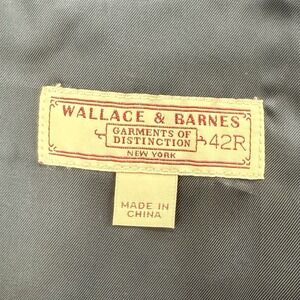 WALLACE & BARNES
GARMENTS OF
DISTINCTION
42R
NEW YORK
MADE IN
CHINA